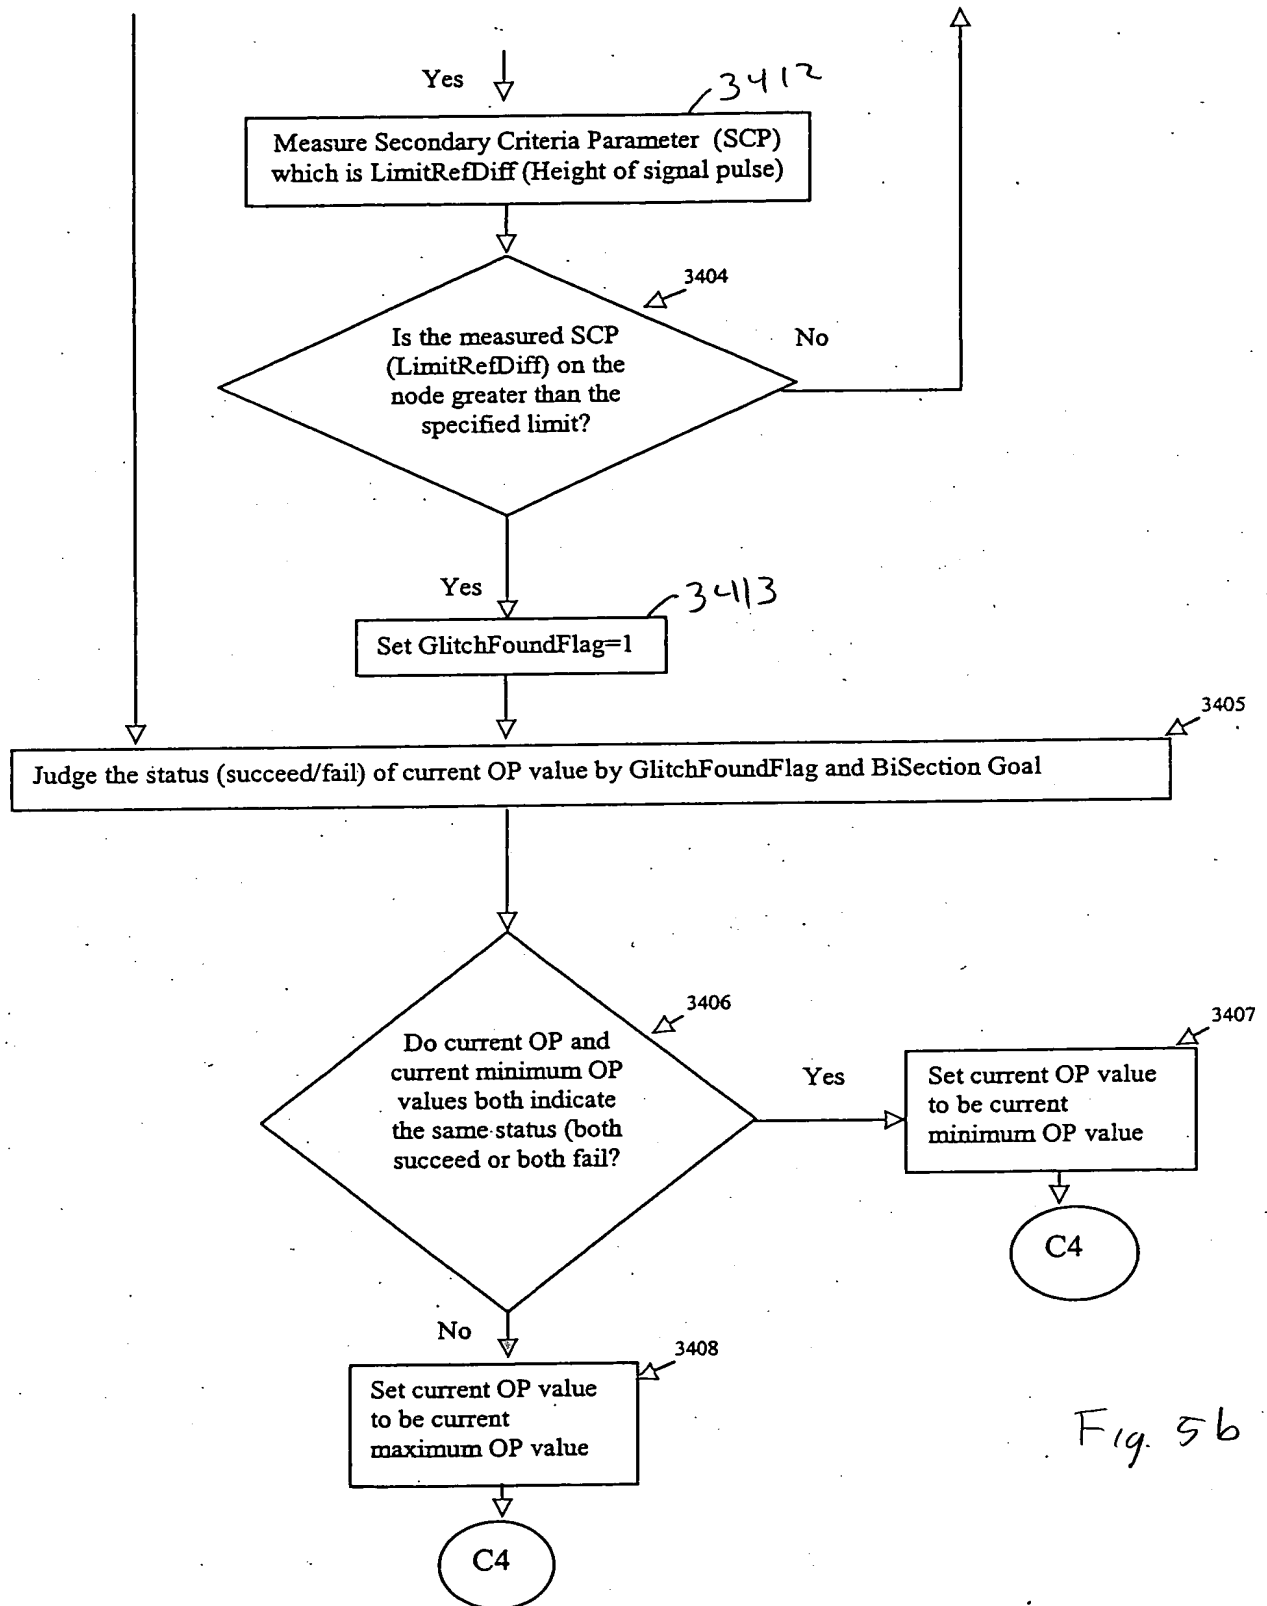 Yes
3412
Measure Secondary Criteria Parameter (SCP)
which is LimitRefDiff (Height of signal pulse)
3404
Is the measured SCP
(LimitRefDiff) on the
node greater than the
specified limit?
No
Yes
3413
Set GlitchFoundFlag=1
3405
Judge the status (succeed/fail) of current OP value by GlitchFoundFlag and BiSection Goal
3406
Do current OP and
current minimum OP
values both indicate
the same status (both
succeed or both fail?
Yes
3407
Set current OP value
to be current
minimum OP value
C4
No
3408
Set current OP value
to be current
maximum OP value
C4
Fig. 5b